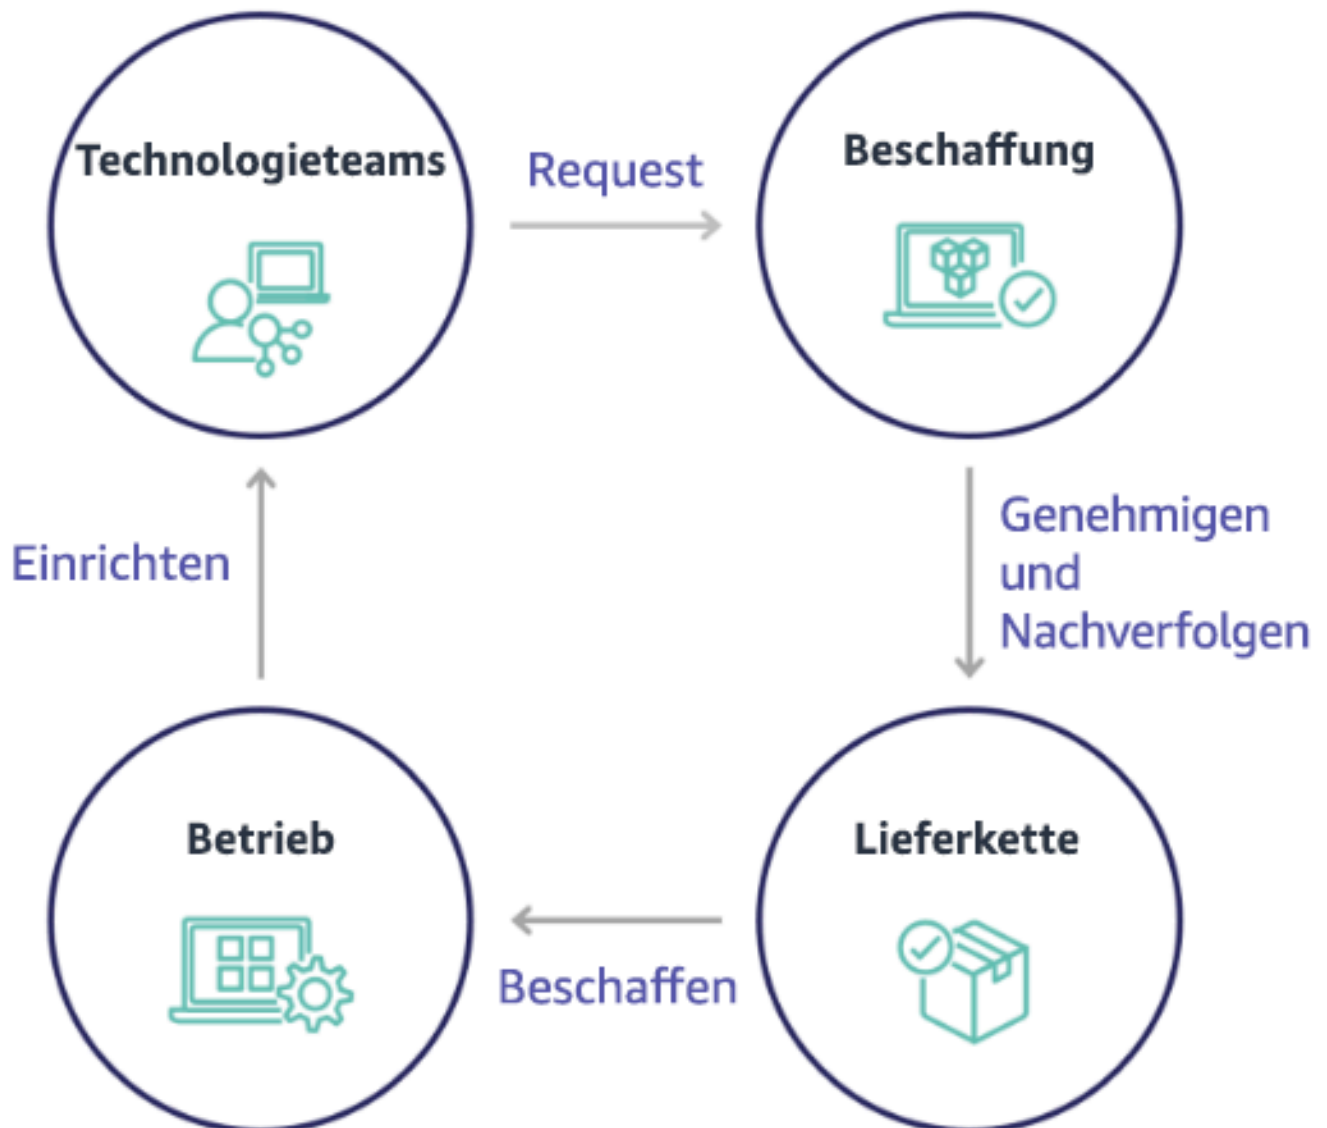 Technologieteams
Request
Beschaffung
Genehmigen
und
Nachverfolgen
Einrichten
Betrieb
Beschaffen
Lieferkette